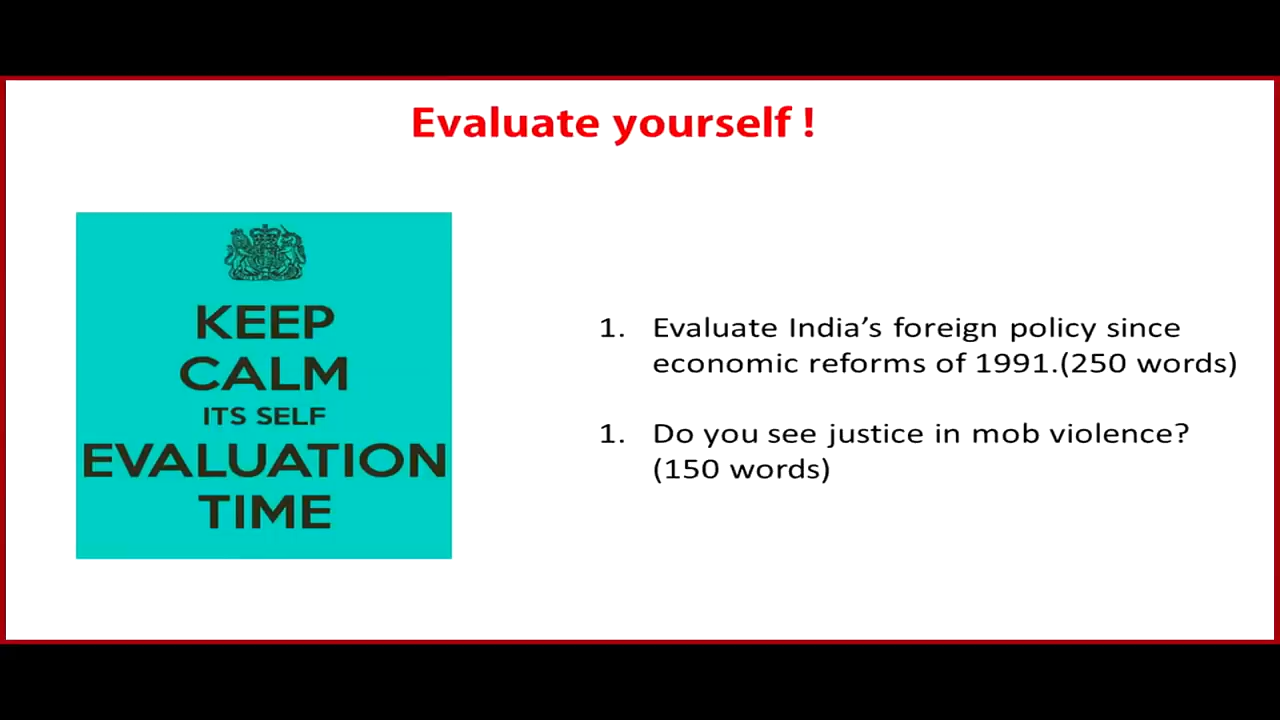 Evaluate yourself !
KEEP
CALM
ITS SELF
EVALUATION
TIME
1. Evaluate India’s foreign policy since
economic reforms of 1991.(250 words)
1. Do you see justice in mob violence?
(150 words)